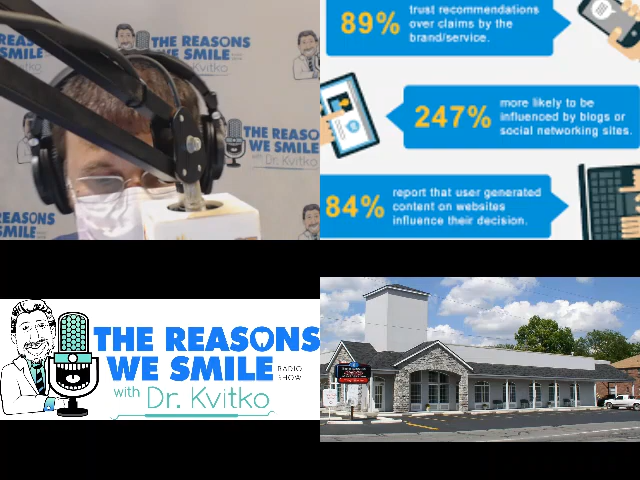 THE REASONS
WE SMILE
with Dr. Kvitko
THE REASONS
WE SMILE
with Dr. Kvitko
REASONS
SMILE
89% trust recommendations
over claims by the
brand/service.
247% more likely to be
influenced by blogs or
social networking sites.
84% report that user generated
content on websites
influence their decision.
THE REASONS
WE SMILE
RADIO
SHOW
with Dr. Kvitko